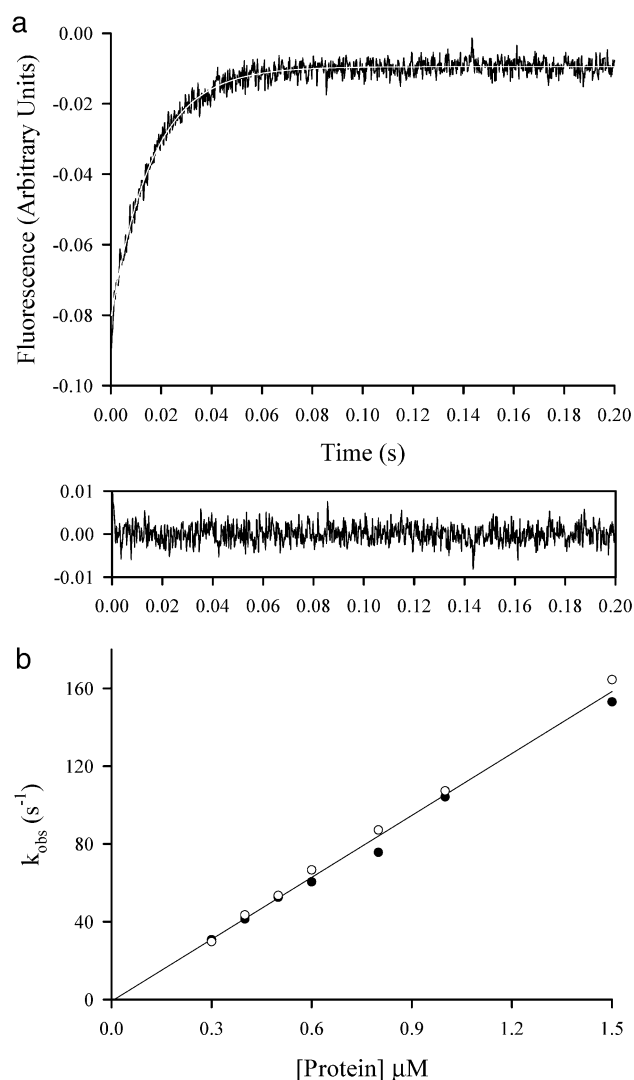 a
Fluorescence (Arbitrary Units)
0.00
-0.02
-0.04
-0.06
-0.08
-0.10
0.00 0.02 0.04 0.06 0.08 0.10 0.12 0.14 0.16 0.18 0.20
Time (s)
0.01
0.00
-0.01
0.00 0.02 0.04 0.06 0.08 0.10 0.12 0.14 0.16 0.18 0.20
b
k_obs (s^-1)
160
120
80
40
0
0.0 0.3 0.6 0.9 1.2 1.5
[Protein] μM